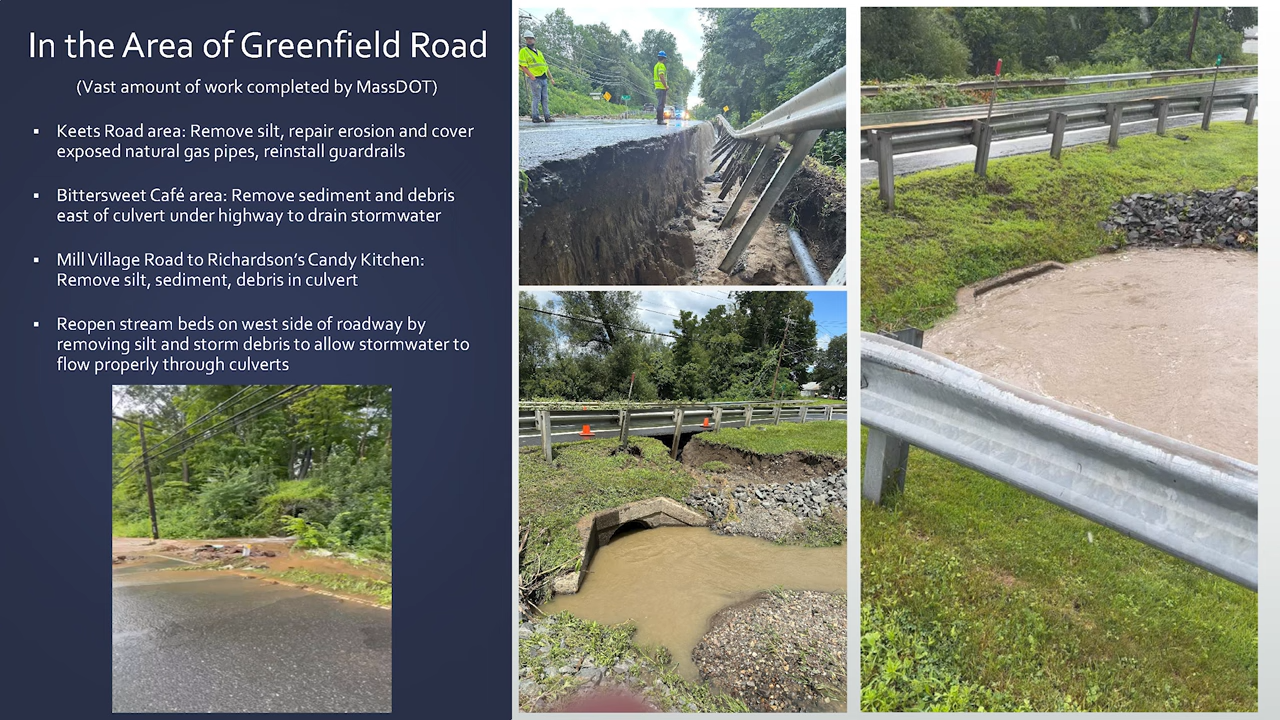 In the Area of Greenfield Road
(Vast amount of work completed by MassDOT)
▪ Keets Road area: Remove silt, repair erosion and cover
exposed natural gas pipes, reinstall guardrails
▪ Bittersweet Café area: Remove sediment and debris
east of culvert under highway to drain stormwater
▪ Mill Village Road to Richardson’s Candy Kitchen:
Remove silt, sediment, debris in culvert
▪ Reopen stream beds on west side of roadway by
removing silt and storm debris to allow stormwater to
flow properly through culverts